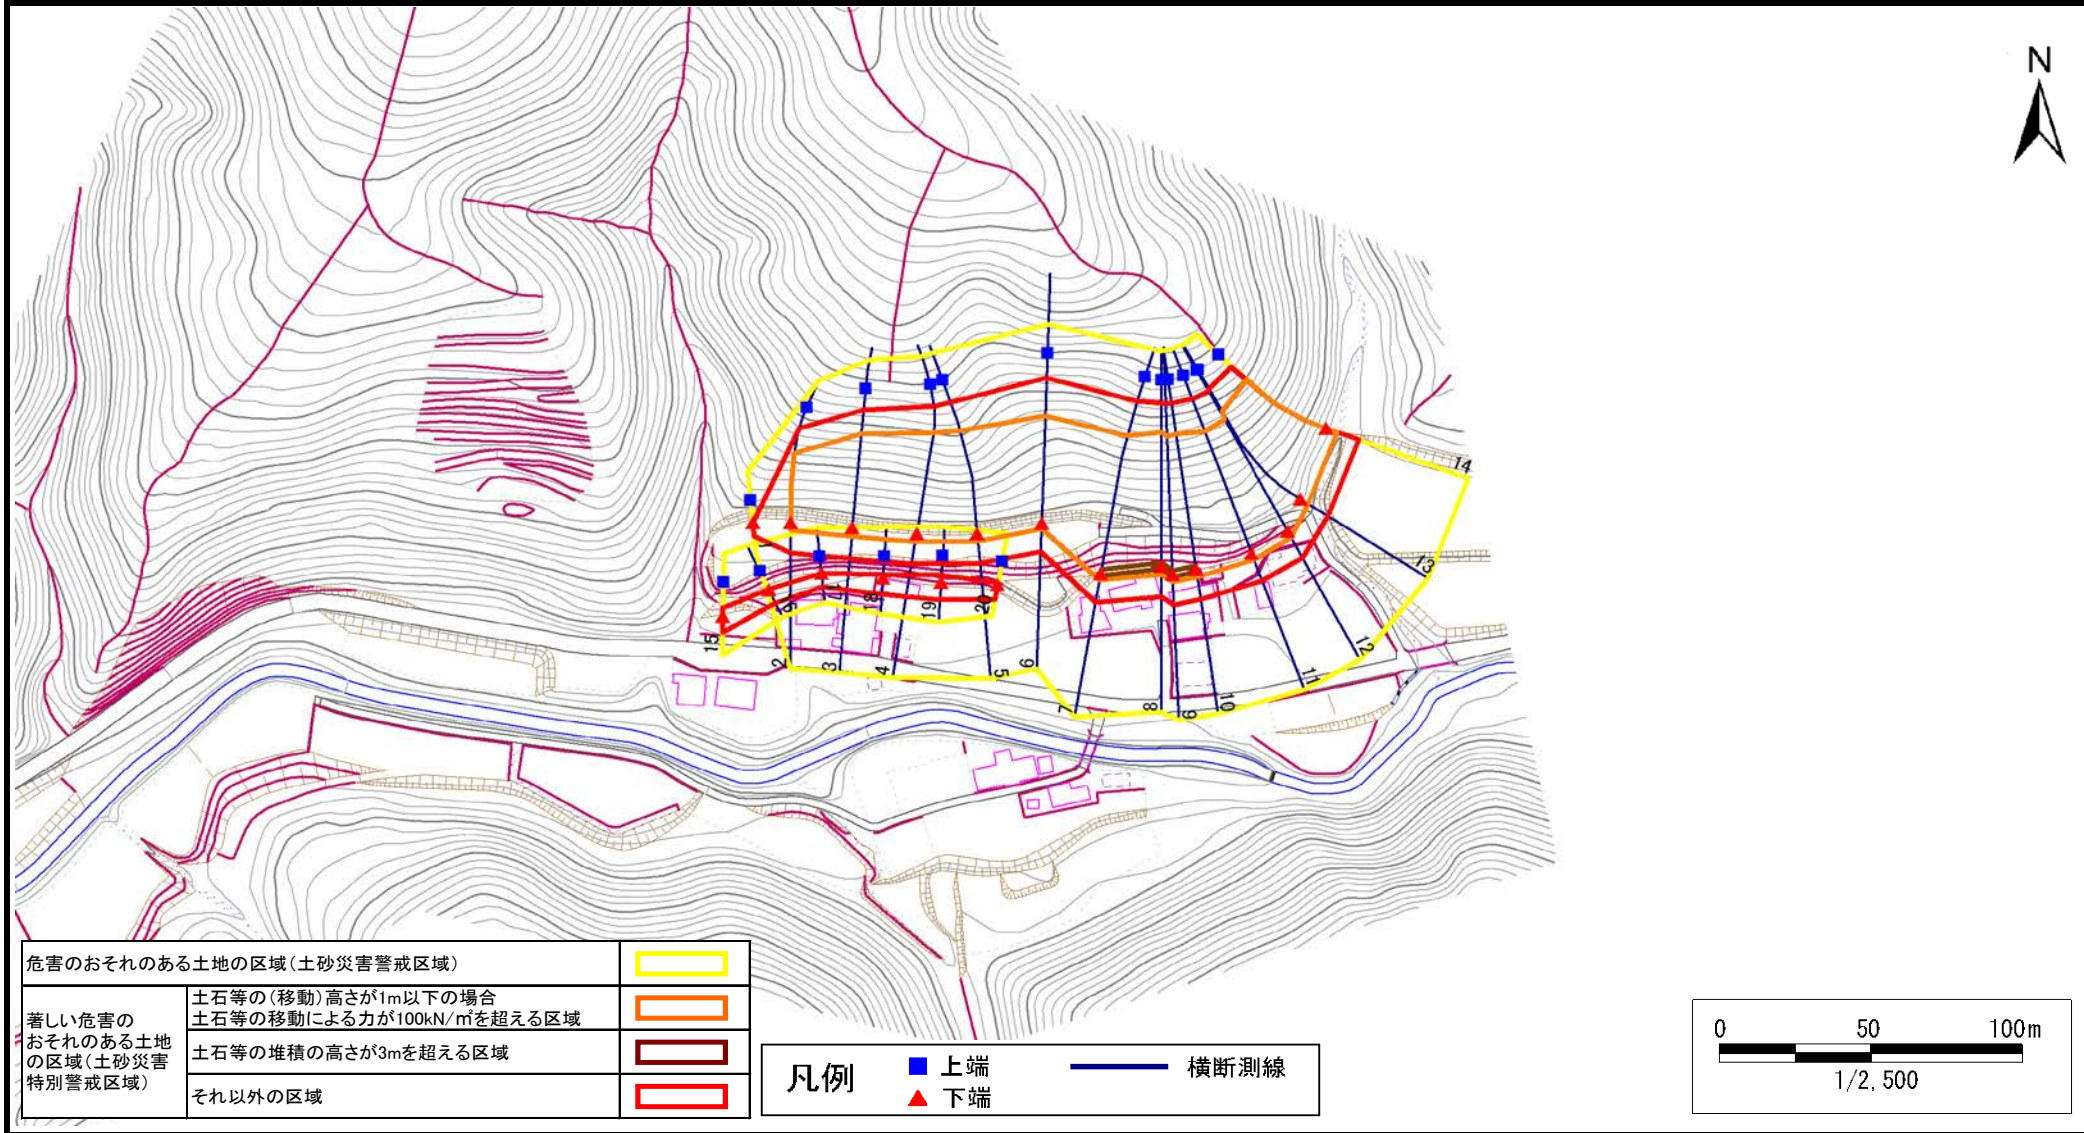 N
14
13
12
11
10
9
8
7
6
5
4
3
2
15
16
17
18
19
20
危害のおそれのある土地の区域(土砂災害警戒区域)
著しい危害の
おそれのある土地
の区域(土砂災害
特別警戒区域)
土石等の(移動)高さが1m以下の場合
土石等の移動による力が100kN/㎡を超える区域
土石等の堆積の高さが3mを超える区域
それ以外の区域
凡例
上端
下端
横断測線
0 50 100m
1/2,500